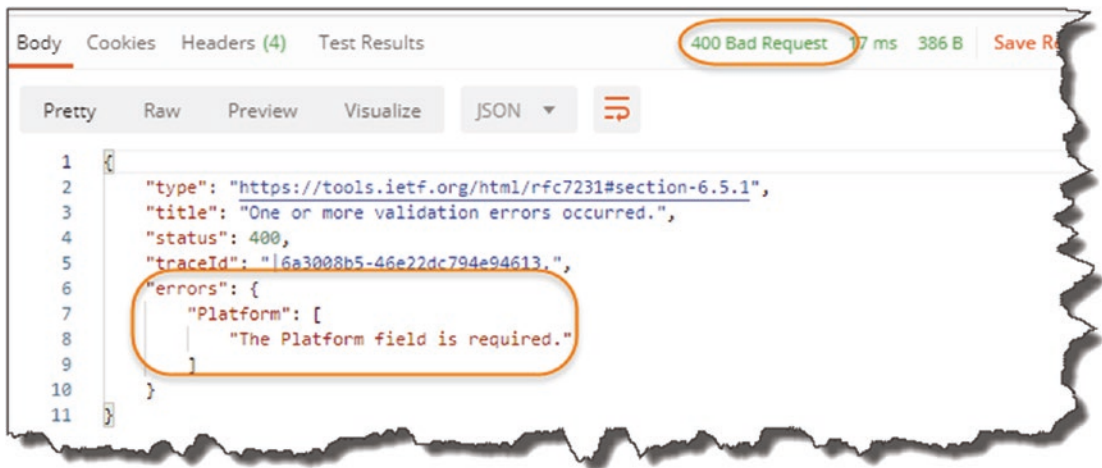 Body Cookies Headers (4) Test Results 400 Bad Request 17 ms 386 B Save R
Pretty Raw Preview Visualize JSON
1 {
2 "type": "https://tools.ietf.org/html/rfc7231#section-6.5.1",
3 "title": "One or more validation errors occurred.",
4 "status": 400,
5 "traceId": "|6a3008b5-46e22dc794e94613.",
6 "errors": {
7 "Platform": [
8 "The Platform field is required."
9 ]
10 }
11 }